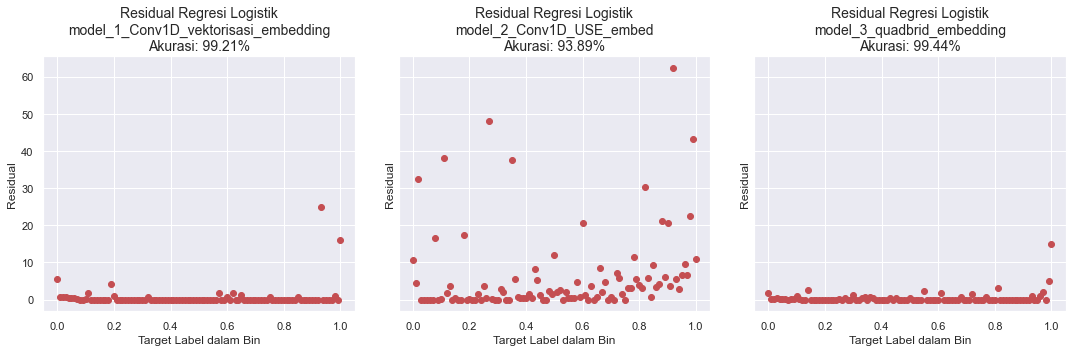 Residual Regresi Logistik
model_1_Conv1D_vektorisasi_embedding
Akurasi: 99.21%
60
50
40
30
20
10
0
Residual
0.0 0.2 0.4 0.6 0.8 1.0
Target Label dalam Bin
Residual Regresi Logistik
model_2_Conv1D_USE_embed
Akurasi: 93.89%
Residual
0.0 0.2 0.4 0.6 0.8 1.0
Target Label dalam Bin
Residual Regresi Logistik
model_3_quadbrid_embedding
Akurasi: 99.44%
Residual
0.0 0.2 0.4 0.6 0.8 1.0
Target Label dalam Bin